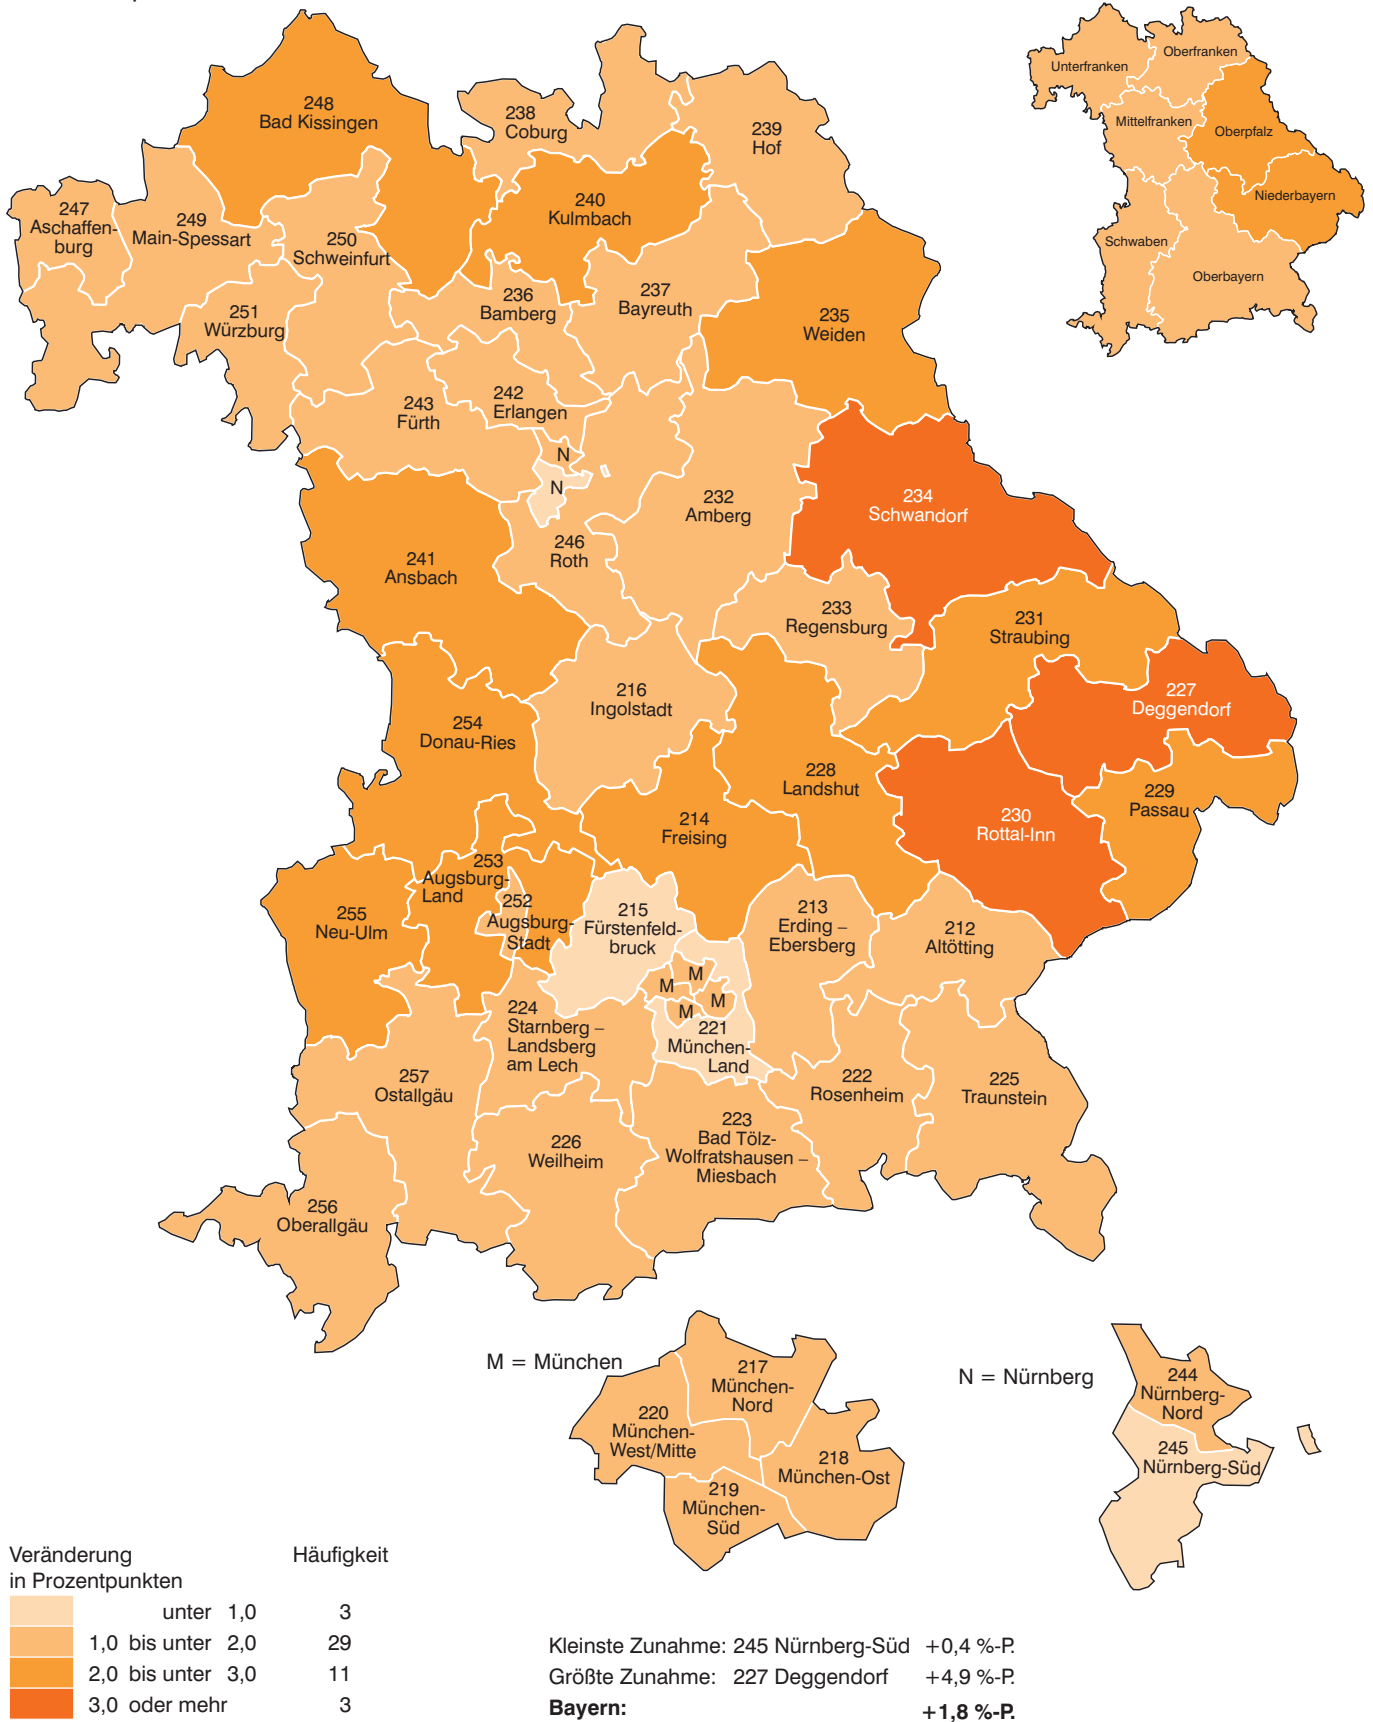 248
Bad Kissingen
238
Coburg
239
Hof
240
Kulmbach
247
Aschaffen-
burg
249
Main-Spessart
250
Schweinfurt
251
Würzburg
236
Bamberg
237
Bayreuth
235
Weiden
243
Fürth
242
Erlangen
N
N
232
Amberg
234
Schwandorf
241
Ansbach
246
Roth
233
Regensburg
231
Straubing
216
Ingolstadt
227
Deggendorf
254
Donau-Ries
228
Landshut
229
Passau
214
Freising
230
Rottal-Inn
253
Augsburg-
Land
252
Augsburg-
Stadt
255
Neu-Ulm
215
Fürstenfeld-
bruck
213
Erding –
Ebersberg
212
Altötting
M
M
M
M
221
München-
Land
224
Starnberg –
Landsberg
am Lech
257
Ostallgäu
222
Rosenheim
225
Traunstein
223
Bad Tölz-
Wolfratshausen –
Miesbach
226
Weilheim
256
Oberallgäu
Unterfranken
Oberfranken
Mittelfranken
Oberpfalz
Niederbayern
Schwaben
Oberbayern
M = München
217
München-
Nord
220
München-
West/Mitte
218
München-Ost
219
München-
Süd
N = Nürnberg
244
Nürnberg-
Nord
245
Nürnberg-Süd
Veränderung Häufigkeit
in Prozentpunkten
unter 1,0 3
1,0 bis unter 2,0 29
2,0 bis unter 3,0 11
3,0 oder mehr 3
Kleinste Zunahme: 245 Nürnberg-Süd +0,4 %-P.
Größte Zunahme: 227 Deggendorf +4,9 %-P.
Bayern: +1,8 %-P.